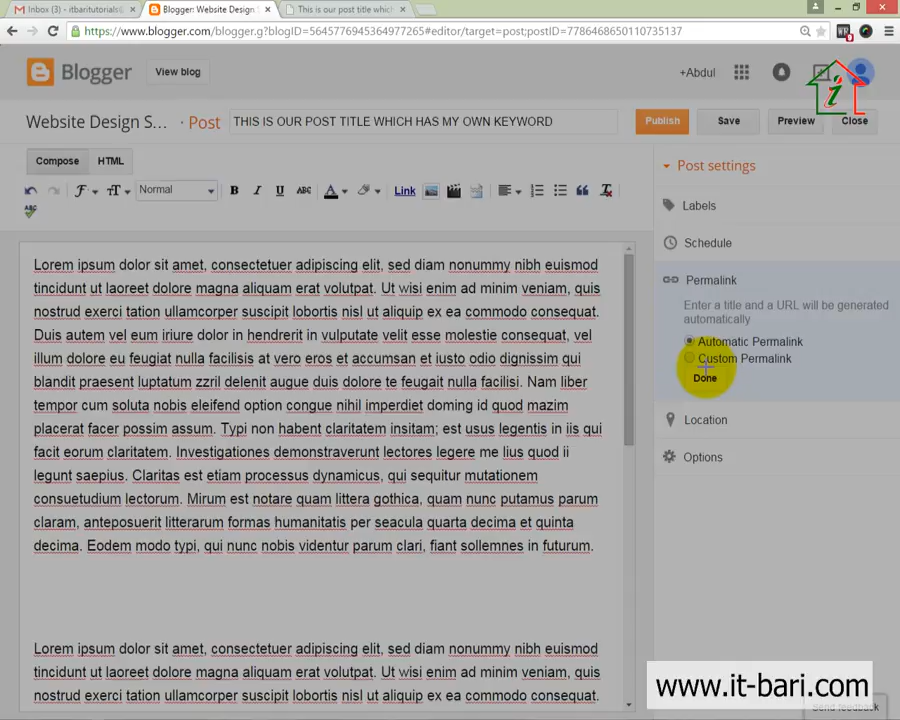 Inbox (3) - itbaritutorials@
Blogger: Website Design S
This is our post title which
https://www.blogger.com/blogger.g?blogID=5645776945364977265#editor/target=post;postID=7786468650110735137
9
Blogger
View blog
+Abdul
i
Website Design S... · Post
THIS IS OUR POST TITLE WHICH HAS MY OWN KEYWORD
Publish
Save
Preview
Close
Compose
HTML
Normal
B I U ABC A Link
ABC
Post settings
Labels
Schedule
Permalink
Enter a title and a URL will be generated
automatically
Automatic Permalink
Custom Permalink
Done
Location
Options
Lorem ipsum dolor sit amet, consectetuer adipiscing elit, sed diam nonummy nibh euismod
tincidunt ut laoreet dolore magna aliquam erat volutpat. Ut wisi enim ad minim veniam, quis
nostrud exerci tation ullamcorper suscipit lobortis nisl ut aliquip ex ea commodo consequat.
Duis autem vel eum iriure dolor in hendrerit in vulputate velit esse molestie consequat, vel
illum dolore eu feugiat nulla facilisis at vero eros et accumsan et iusto odio dignissim qui
blandit praesent luptatum zzril delenit augue duis dolore te feugait nulla facilisi. Nam liber
tempor cum soluta nobis eleifend option congue nihil imperdiet doming id quod mazim
placerat facer possim assum. Typi non habent claritatem insitam; est usus legentis in iis qui
facit eorum claritatem. Investigationes demonstraverunt lectores legere me lius quod ii
legunt saepius. Claritas est etiam processus dynamicus, qui sequitur mutationem
consuetudium lectorum. Mirum est notare quam littera gothica, quam nunc putamus parum
claram, anteposuerit litterarum formas humanitatis per seacula quarta decima et quinta
decima. Eodem modo typi, qui nunc nobis videntur parum clari, fiant sollemnes in futurum.
Lorem ipsum dolor sit amet, consectetuer adipiscing elit, sed diam nonummy nibh euismod
tincidunt ut laoreet dolore magna aliquam erat volutpat. Ut wisi enim ad minim veniam, quis
nostrud exerci tation ullamcorper suscipit lobortis nisl ut aliquip ex ea commodo consequat.
www.it-bari.com
Send feedback